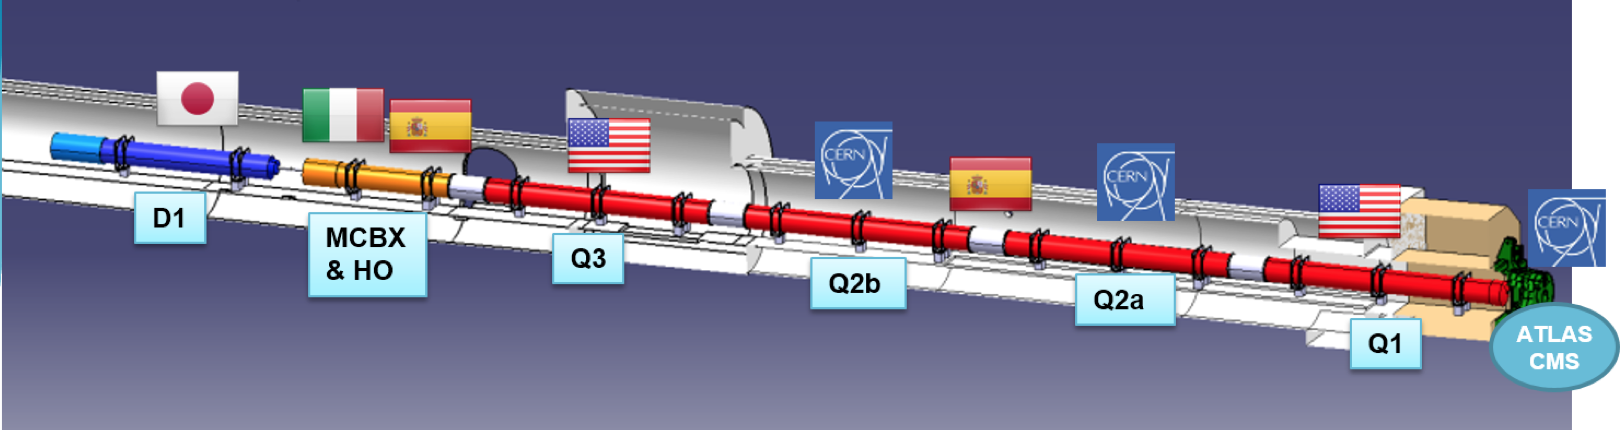 CERN
CERN
CERN
D1
MCBX
& HO
Q3
Q2b
Q2a
Q1
ATLAS
CMS